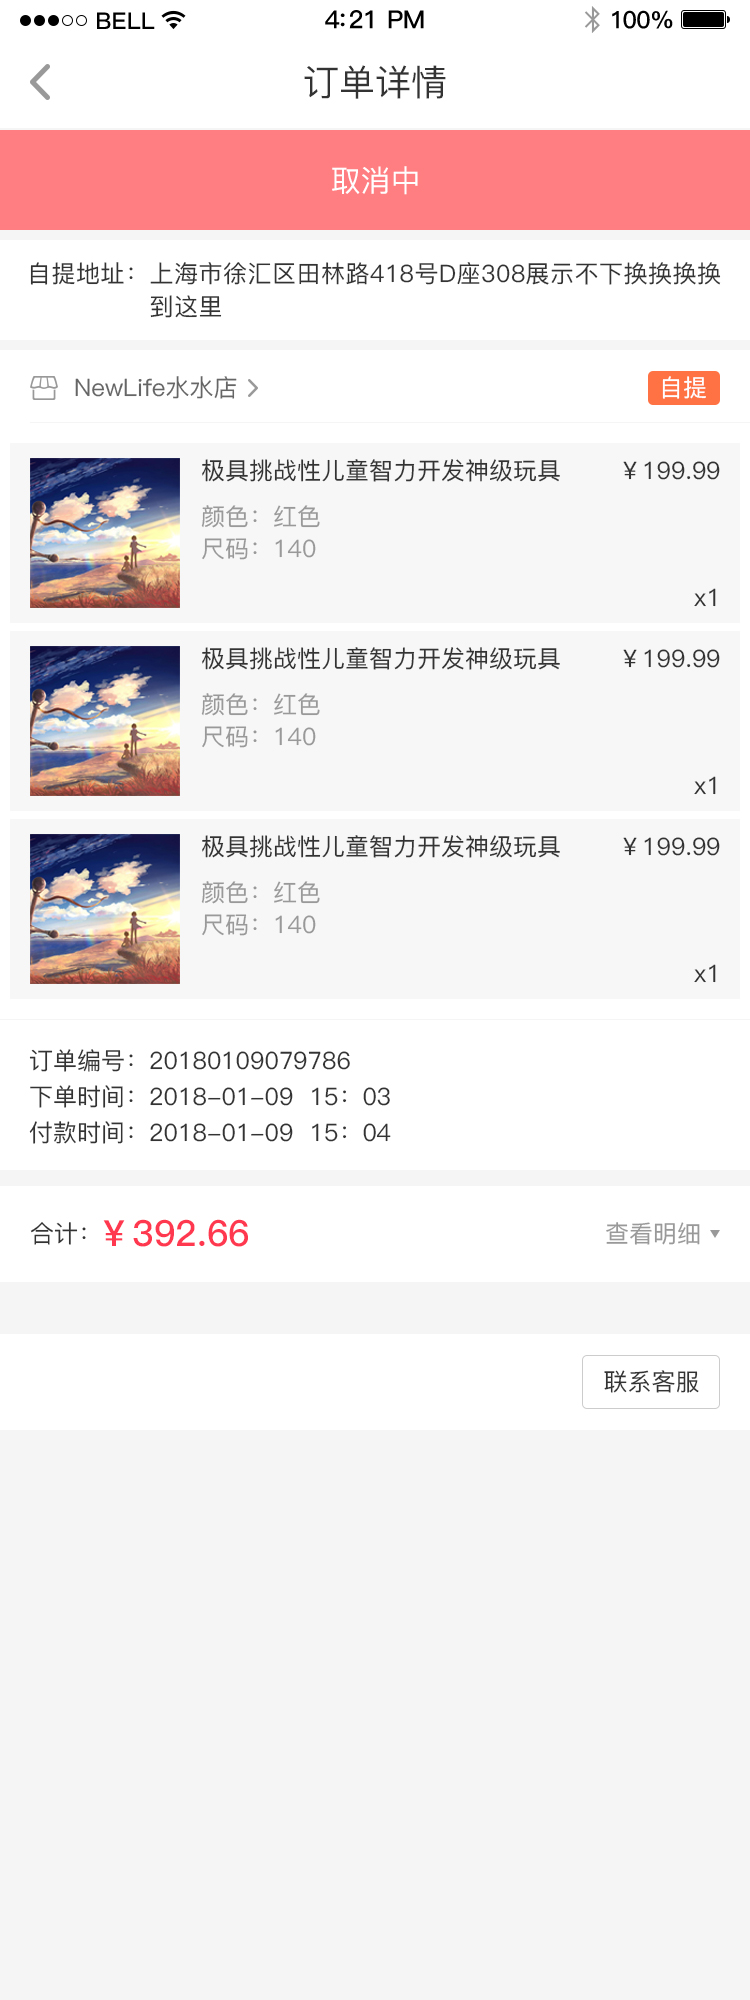 BELL 4:21 PM 100%
订单详情
取消中
自提地址：上海市徐汇区田林路418号D座308展示不下换换换换
到这里
NewLife水水店 自提
极具挑战性儿童智力开发神级玩具 ¥199.99
颜色：红色
尺码：140
x1
极具挑战性儿童智力开发神级玩具 ¥199.99
颜色：红色
尺码：140
x1
极具挑战性儿童智力开发神级玩具 ¥199.99
颜色：红色
尺码：140
x1
订单编号：20180109079786
下单时间：2018-01-09 15：03
付款时间：2018-01-09 15：04
合计：¥392.66 查看明细
联系客服